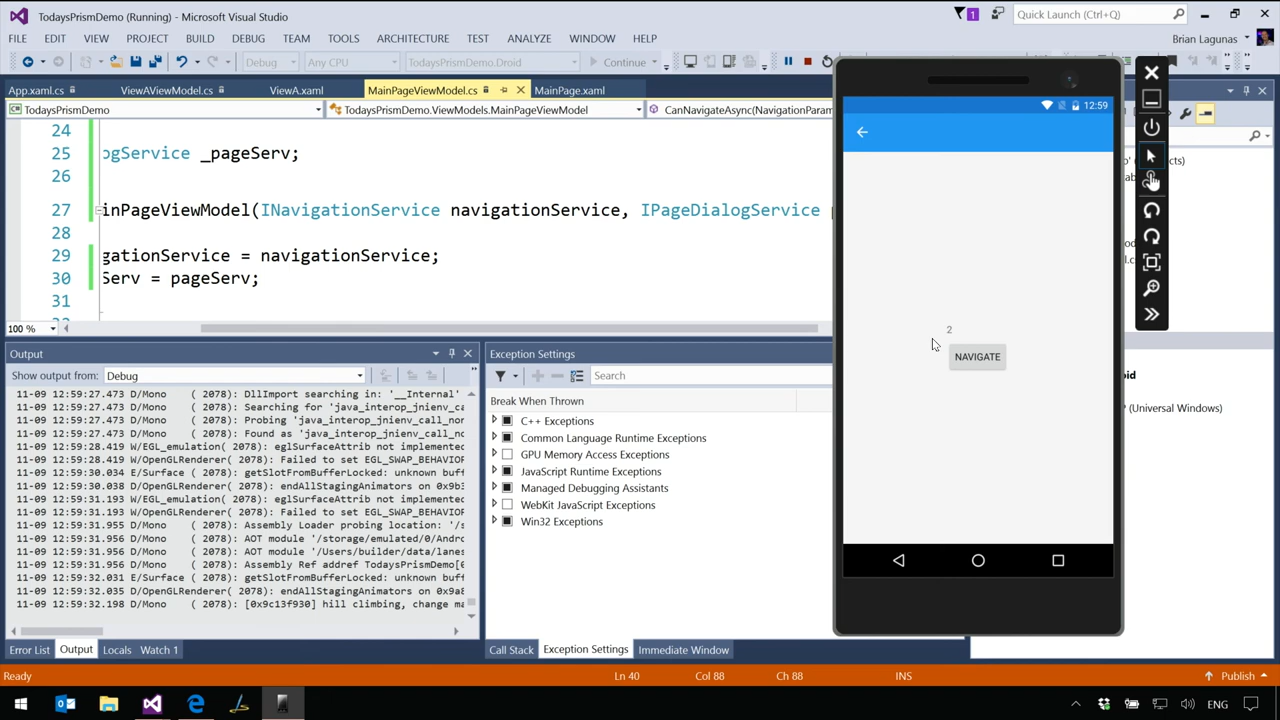 TodaysPrismDemo (Running) - Microsoft Visual Studio
1
Quick Launch (Ctrl+Q)
FILE EDIT VIEW PROJECT BUILD DEBUG TEAM TOOLS ARCHITECTURE TEST ANALYZE WINDOW HELP
Brian Lagunas
Debug Any CPU TodaysPrismDemo.Droid Continue
App.xaml.cs ViewAViewModel.cs ViewA.xaml MainPageViewModel.cs MainPage.xaml
TodaysPrismDemo TodaysPrismDemo.ViewModels.MainPageViewModel CanNavigateAsync(NavigationParam
24
25 ogService _pageServ;
26
27 inPageViewModel(INavigationService navigationService, IPageDialogService p
28
29 gationService = navigationService;
30 Serv = pageServ;
31
100 %
12:59
2
NAVIGATE
' (Universal Windows)
Output
Show output from: Debug
11-09 12:59:27.473 D/Mono ( 2078): DllImport searching in: '__Internal'
11-09 12:59:27.473 D/Mono ( 2078): Searching for 'java_interop_jnienv_ca
11-09 12:59:27.473 D/Mono ( 2078): Probing 'java_interop_jnienv_call_no
11-09 12:59:27.473 D/Mono ( 2078): Found as 'java_interop_jnienv_call_no
11-09 12:59:28.419 W/EGL_emulation( 2078): eglSurfaceAttrib not implemented
11-09 12:59:28.419 W/OpenGLRenderer( 2078): Failed to set EGL_SWAP_BEHAVIOR
11-09 12:59:30.034 E/Surface ( 2078): getSlotFromBufferLocked: unknown buff
11-09 12:59:30.038 D/OpenGLRenderer( 2078): endAllStagingAnimators on 0x9b3
11-09 12:59:31.193 W/EGL_emulation( 2078): eglSurfaceAttrib not implemented
11-09 12:59:31.193 W/OpenGLRenderer( 2078): Failed to set EGL_SWAP_BEHAVIOR
11-09 12:59:31.955 D/Mono ( 2078): Assembly Loader probing location: '/s
11-09 12:59:31.956 D/Mono ( 2078): AOT module '/storage/emulated/0/Andro
11-09 12:59:31.956 D/Mono ( 2078): AOT module '/Users/builder/data/lanes
11-09 12:59:31.956 D/Mono ( 2078): Assembly Ref addref TodaysPrismDemo[0
11-09 12:59:32.031 E/Surface ( 2078): getSlotFromBufferLocked: unknown buff
11-09 12:59:32.031 D/OpenGLRenderer( 2078): endAllStagingAnimators on 0x9a8
11-09 12:59:32.198 D/Mono ( 2078): [0x9c13f930] hill climbing, change ma
Error List Output Locals Watch 1
Exception Settings
Search
Break When Thrown
C++ Exceptions
Common Language Runtime Exceptions
GPU Memory Access Exceptions
JavaScript Runtime Exceptions
Managed Debugging Assistants
WebKit JavaScript Exceptions
Win32 Exceptions
Call Stack Exception Settings Immediate Window
Ready Ln 40 Col 88 Ch 88 INS Publish
ENG